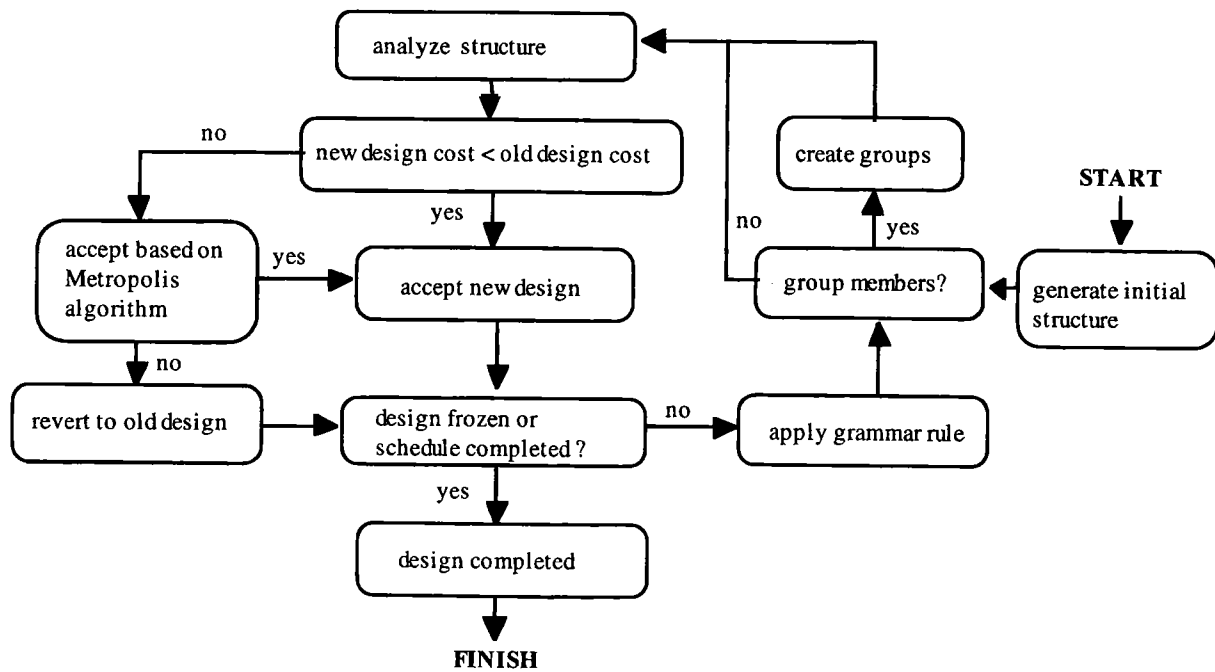 analyze structure
no
new design cost < old design cost
create groups
START
yes
no
yes
accept based on
Metropolis
algorithm
yes
accept new design
group members?
generate initial
structure
no
revert to old design
design frozen or
schedule completed ?
no
apply grammar rule
yes
design completed
FINISH